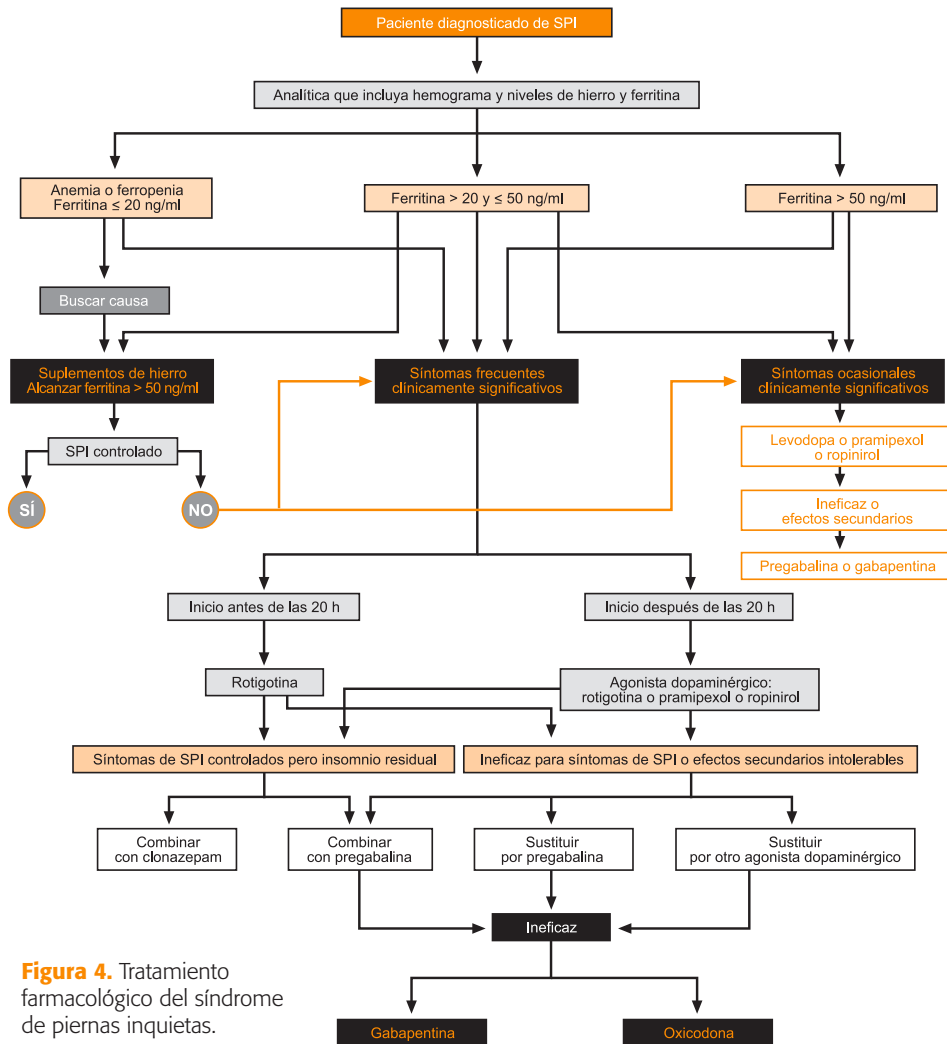 Paciente diagnosticado de SPI
Analítica que incluya hemograma y niveles de hierro y ferritina
Anemia o ferropenia
Ferritina ≤ 20 ng/ml
Ferritina > 20 y ≤ 50 ng/ml
Ferritina > 50 ng/ml
Buscar causa
Suplementos de hierro
Alcanzar ferritina > 50 ng/ml
Síntomas frecuentes
clínicamente significativos
Síntomas ocasionales
clínicamente significativos
SPI controlado
SÍ
NO
Levodopa o pramipexol
o ropinirol
Ineficaz o
efectos secundarios
Pregabalina o gabapentina
Inicio antes de las 20 h
Inicio después de las 20 h
Rotigotina
Agonista dopaminérgico:
rotigotina o pramipexol o ropinirol
Síntomas de SPI controlados pero insomnio residual
Ineficaz para síntomas de SPI o efectos secundarios intolerables
Combinar
con clonazepam
Combinar
con pregabalina
Sustituir
por pregabalina
Sustituir
por otro agonista dopaminérgico
Ineficaz
Gabapentina
Oxicodona
Figura 4. Tratamiento
farmacológico del síndrome
de piernas inquietas.